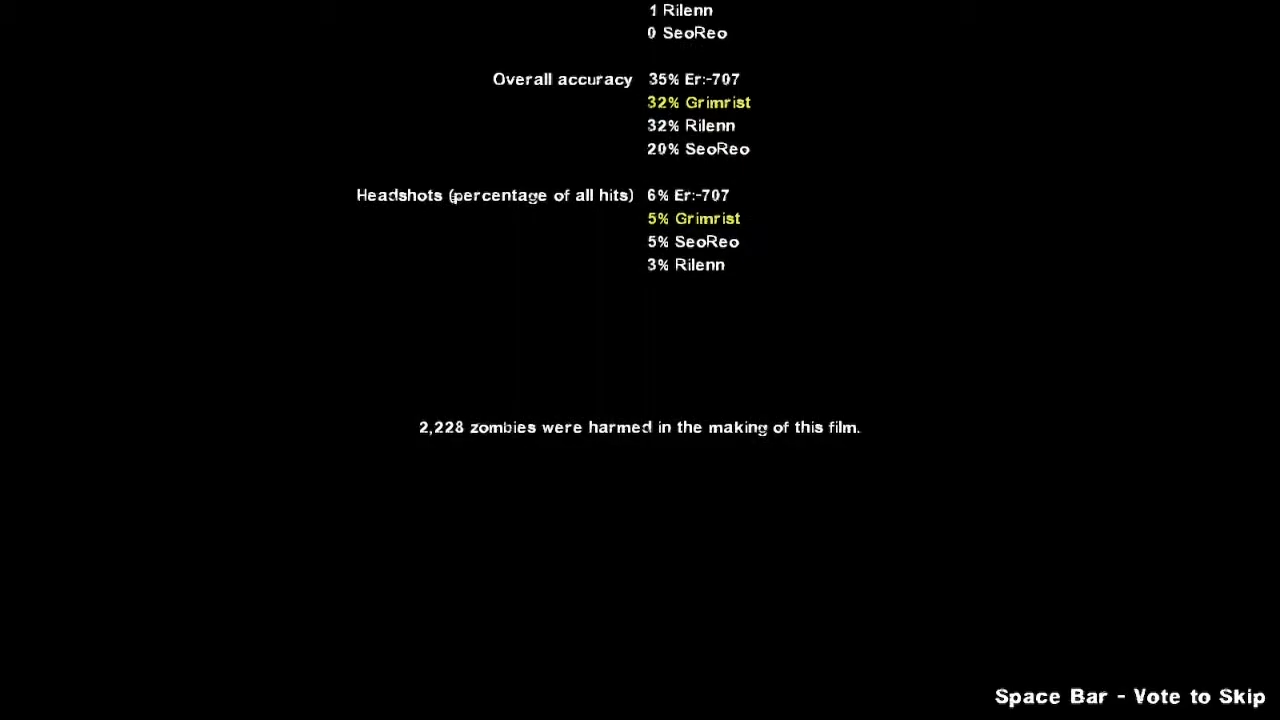 1 Rilenn
0 SeoReo
Overall accuracy 35% Er:-707
32% Grimrist
32% Rilenn
20% SeoReo
Headshots (percentage of all hits) 6% Er:-707
5% Grimrist
5% SeoReo
3% Rilenn
2,228 zombies were harmed in the making of this film.
Space Bar - Vote to Skip